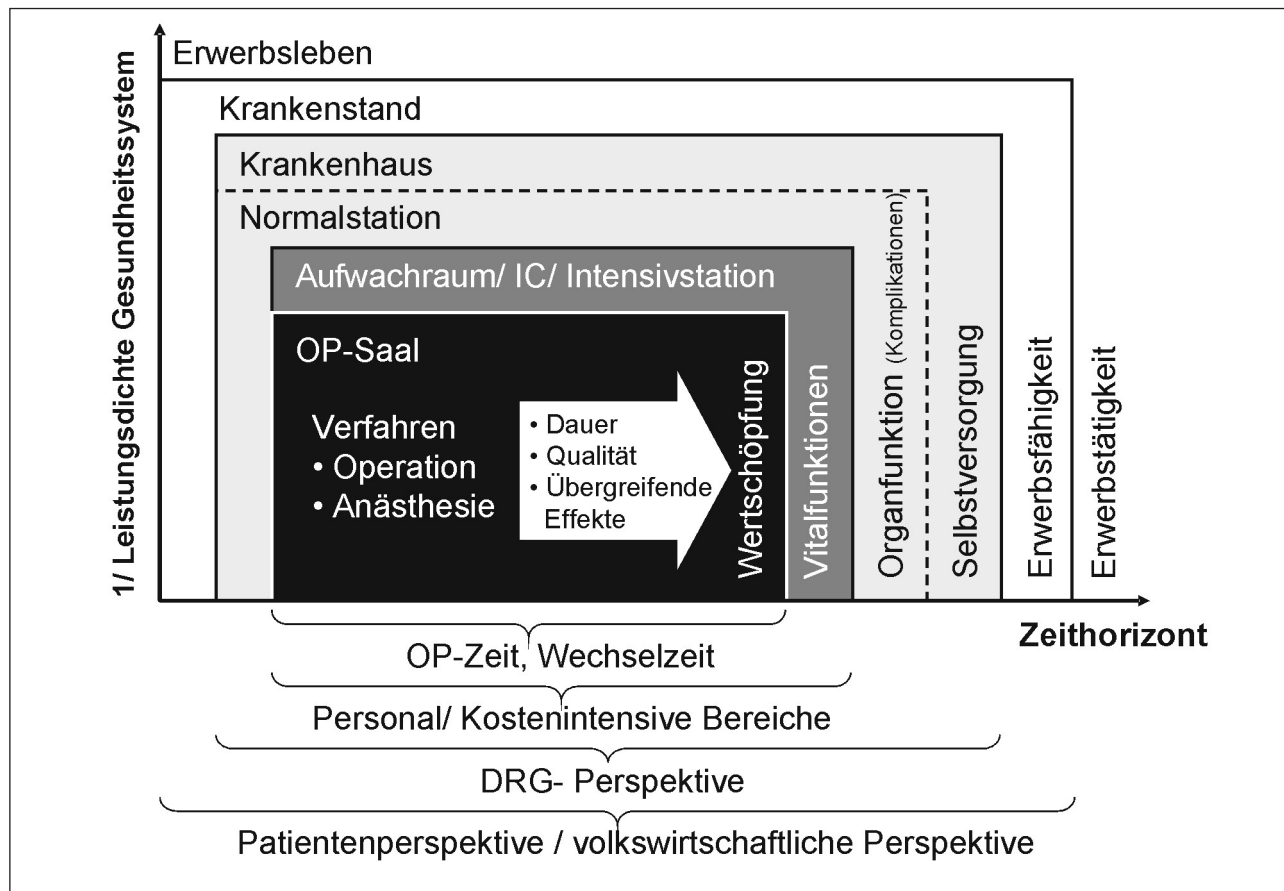 1/ Leistungsdichte Gesundheitssystem
Erwerbsleben
Krankenstand
Krankenhaus
Normalstation
Aufwachraum/ IC/ Intensivstation
OP-Saal
Verfahren
• Operation
• Anästhesie
• Dauer
• Qualität
• Übergreifende
Effekte
Wertschöpfung
Vitalfunktionen
Organfunktion (Komplikationen)
Selbstversorgung
Erwerbsfähigkeit
Erwerbstätigkeit
Zeithorizont
OP-Zeit, Wechselzeit
Personal/ Kostenintensive Bereiche
DRG- Perspektive
Patientenperspektive / volkswirtschaftliche Perspektive